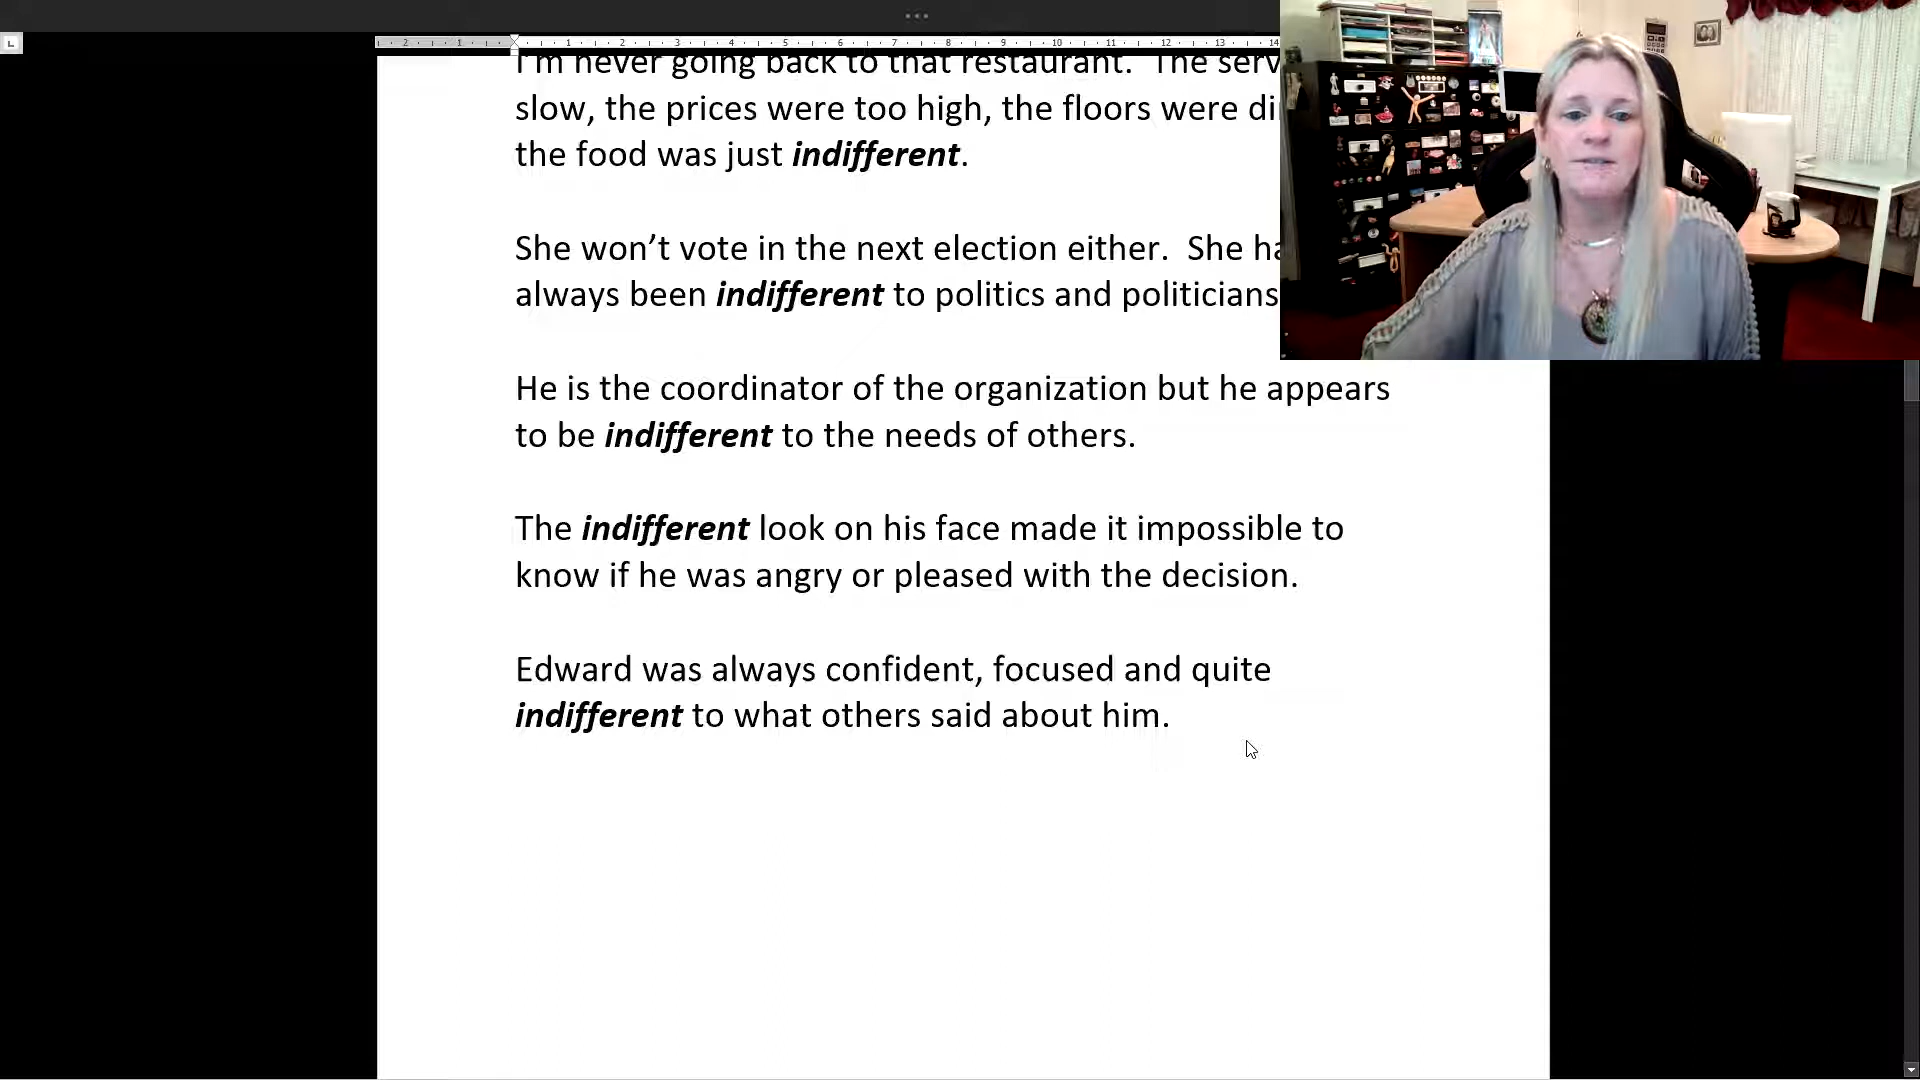 I'm never going back to that restaurant.  The serv
slow, the prices were too high, the floors were di
the food was just indifferent.
She won’t vote in the next election either.  She ha
always been indifferent to politics and politicians
He is the coordinator of the organization but he appears
to be indifferent to the needs of others.
The indifferent look on his face made it impossible to
know if he was angry or pleased with the decision.
Edward was always confident, focused and quite
indifferent to what others said about him.